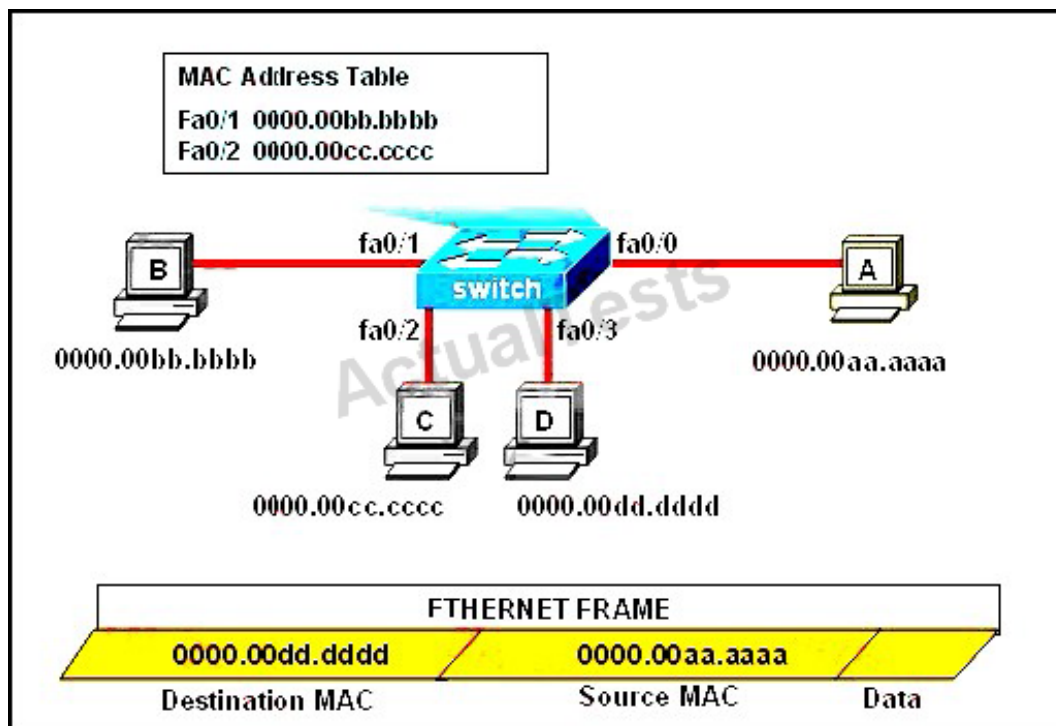 MAC Address Table
Fa0/1 0000.00bb.bbbb
Fa0/2 0000.00cc.cccc
B
fa0/1
fa0/0
A
switch
0000.00bb.bbbb
fa0/2
fa0/3
0000.00aa.aaaa
ActualTests
C
D
0000.00cc.cccc
0000.00dd.dddd
FTHERNET FRAME
0000.00dd.dddd
0000.00aa.aaaa
Destination MAC
Source MAC
Data